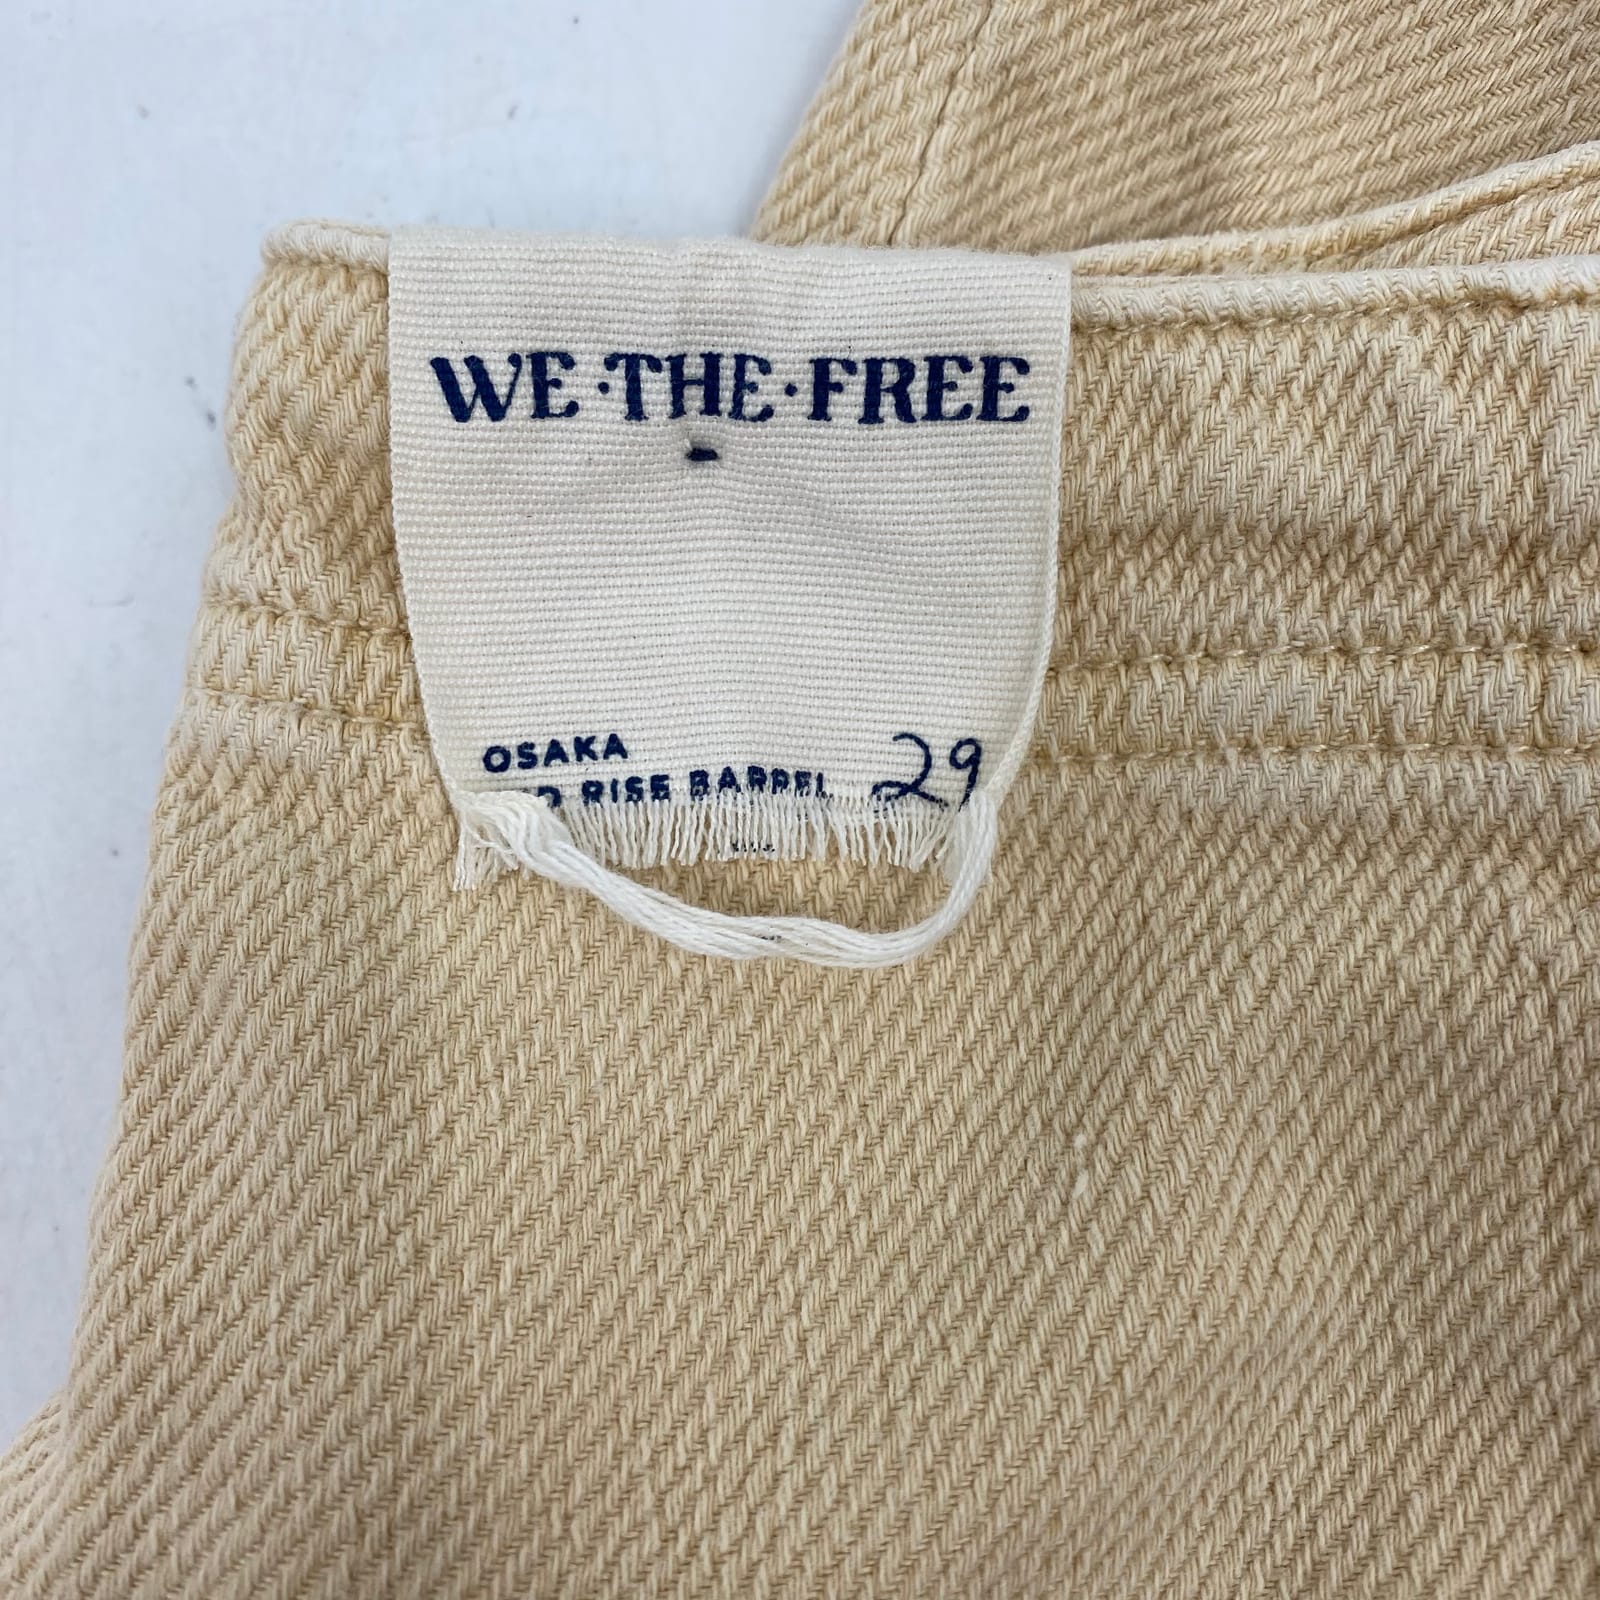 WE·THE·FREE
OSAKA
RISE BARREL 29